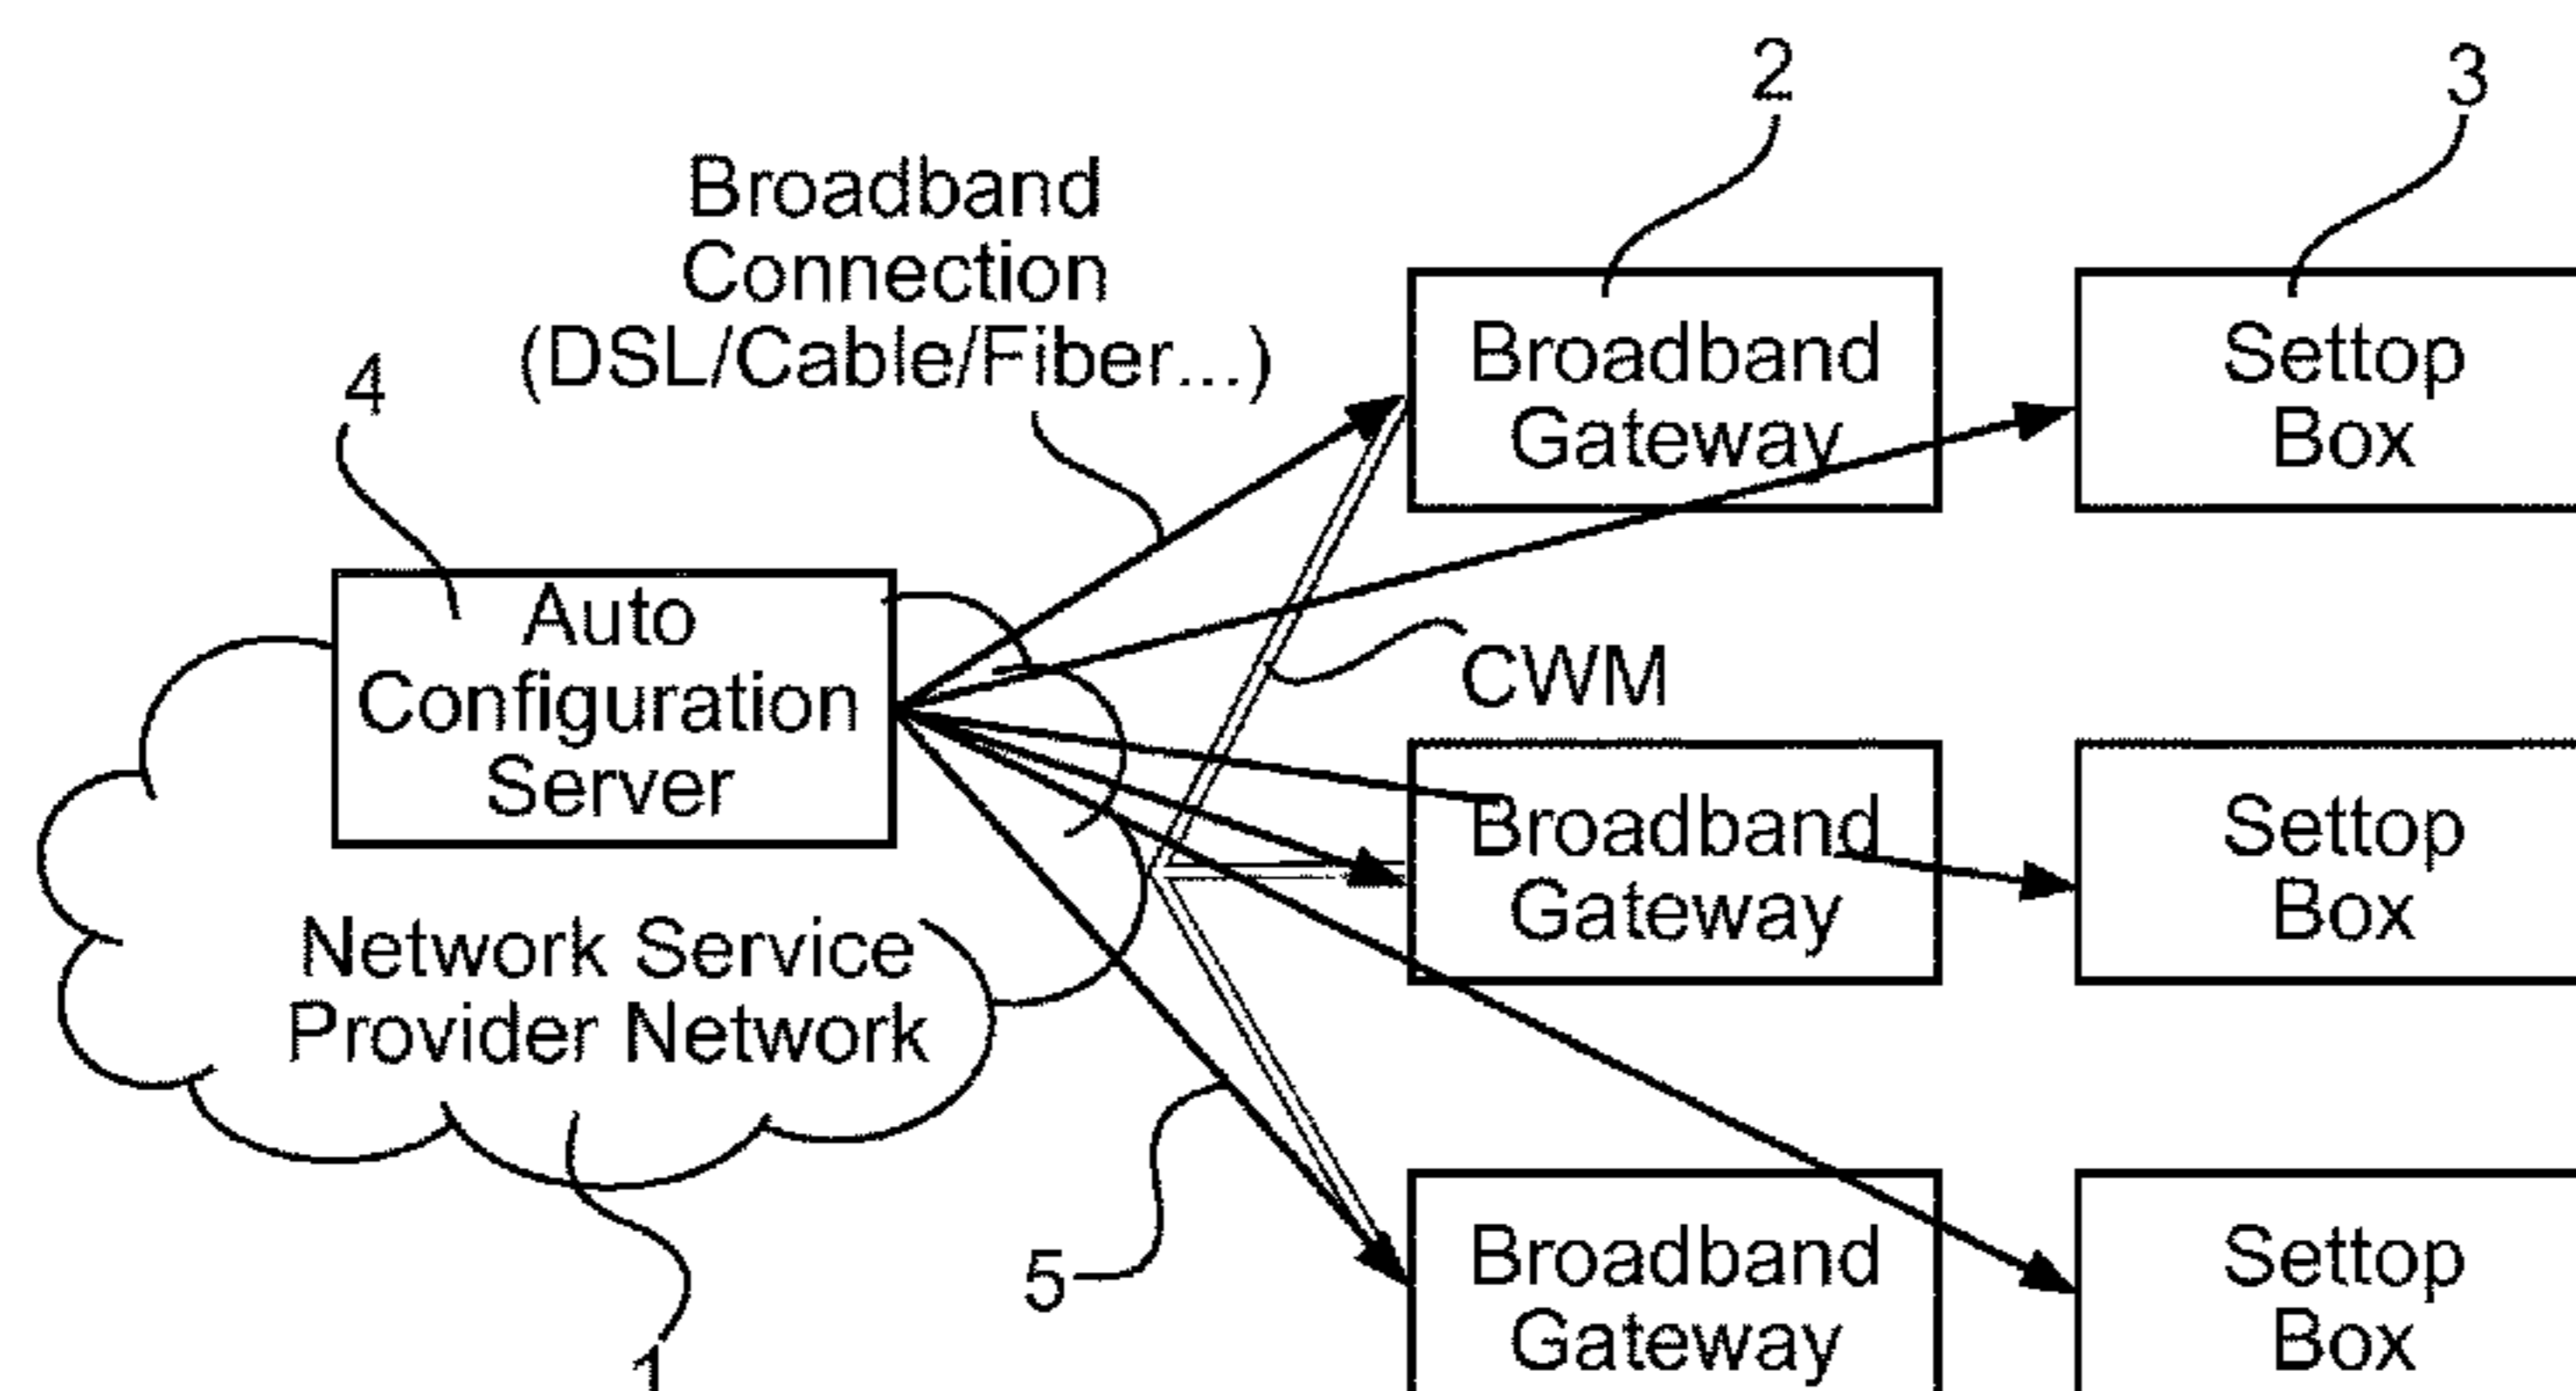 2
3
Broadband
Connection
(DSL/Cable/Fiber...)
4
Broadband
Gateway
Settop
Box
Auto
Configuration
Server
CWM
Broadband
Gateway
Settop
Box
Network Service
Provider Network
5
Broadband
Gateway
Settop
Box
1